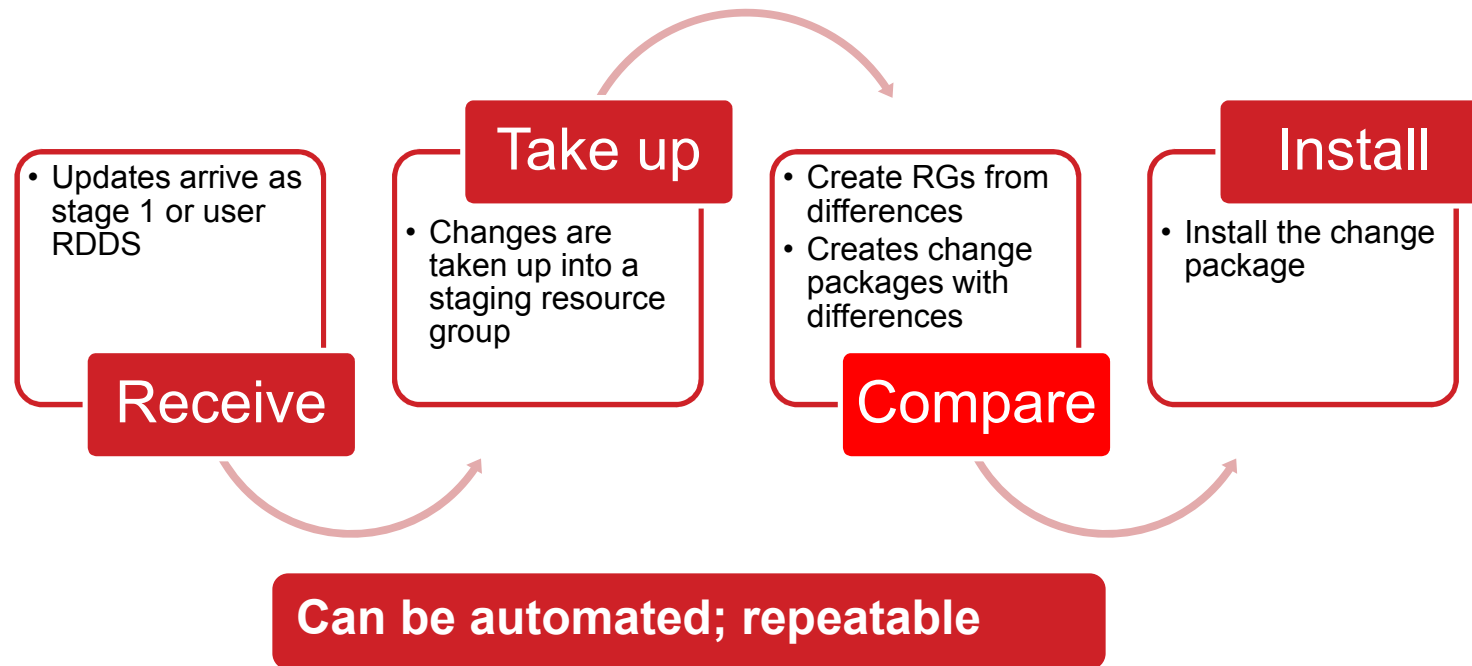 • Updates arrive as
stage 1 or user
RDDS
Receive
Take up
• Changes are
taken up into a
staging resource
group
• Create RGs from
differences
• Creates change
packages with
differences
Compare
Install
• Install the change
package
Can be automated; repeatable